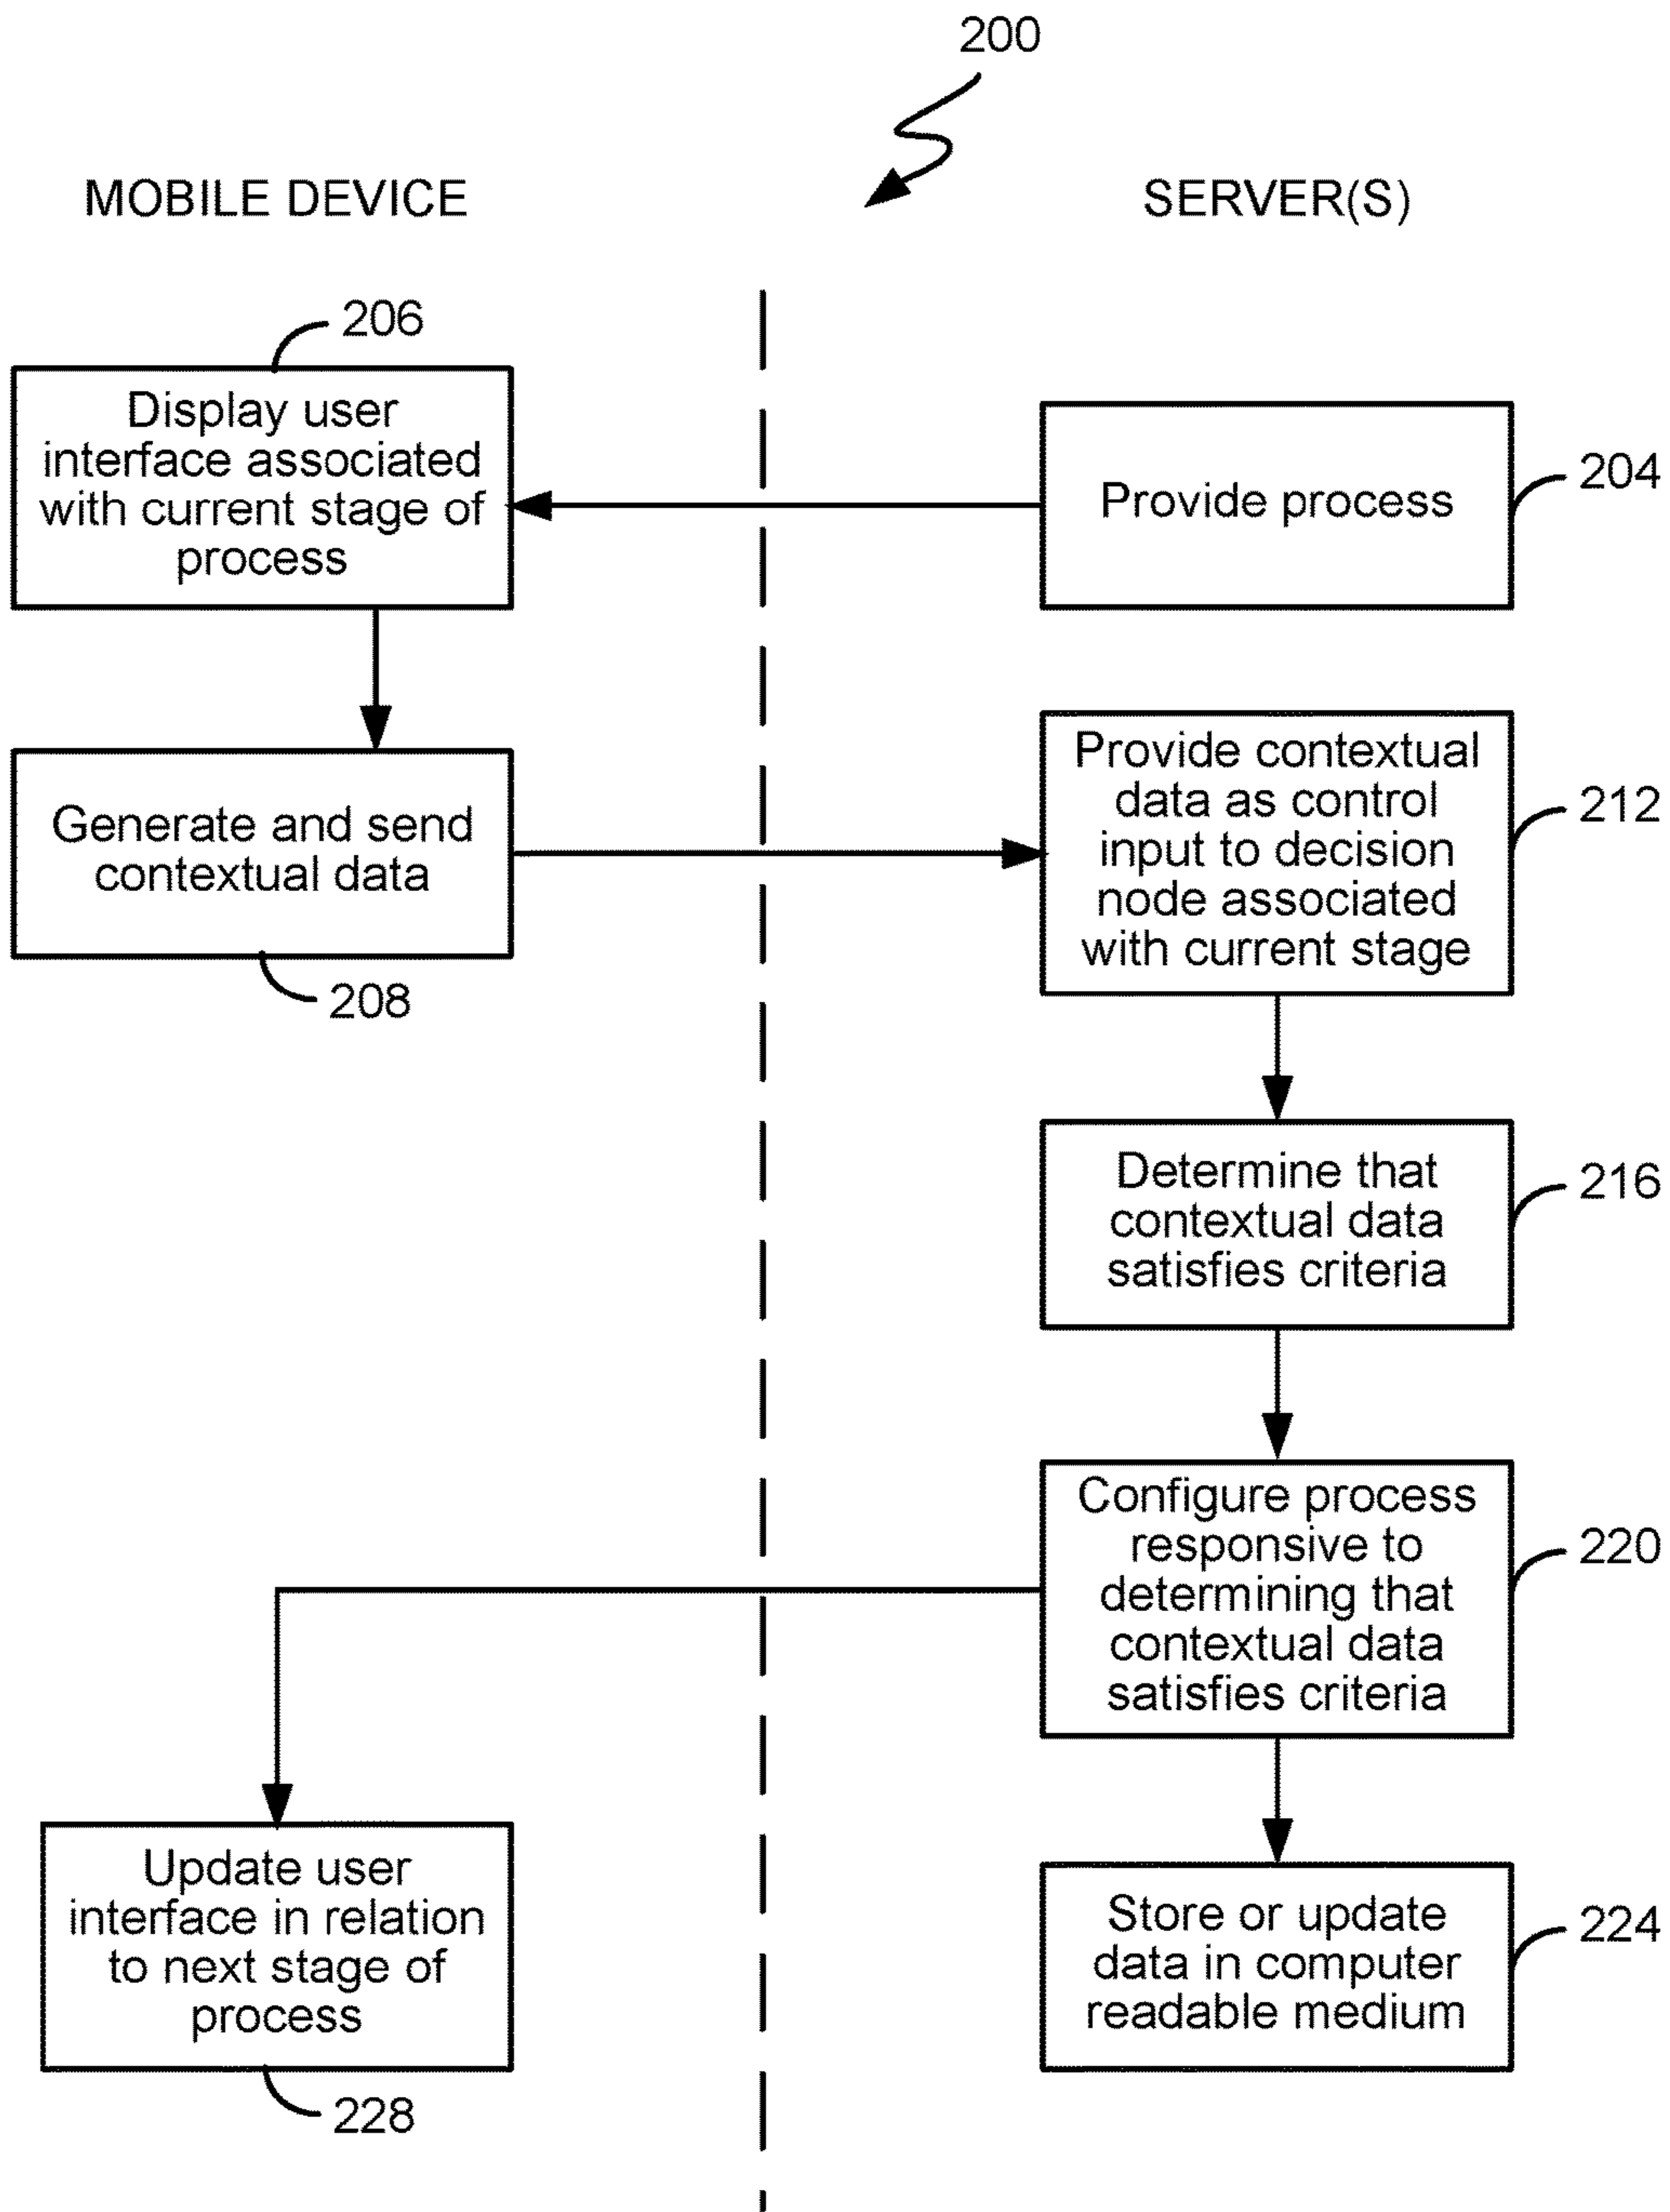 200
MOBILE DEVICE
SERVER(S)
206
Display user
interface associated
with current stage of
process
Provide process
204
Generate and send
contextual data
208
Provide contextual
data as control
input to decision
node associated
with current stage
212
Determine that
contextual data
satisfies criteria
216
Configure process
responsive to
determining that
contextual data
satisfies criteria
220
Update user
interface in relation
to next stage of
process
228
Store or update
data in computer
readable medium
224